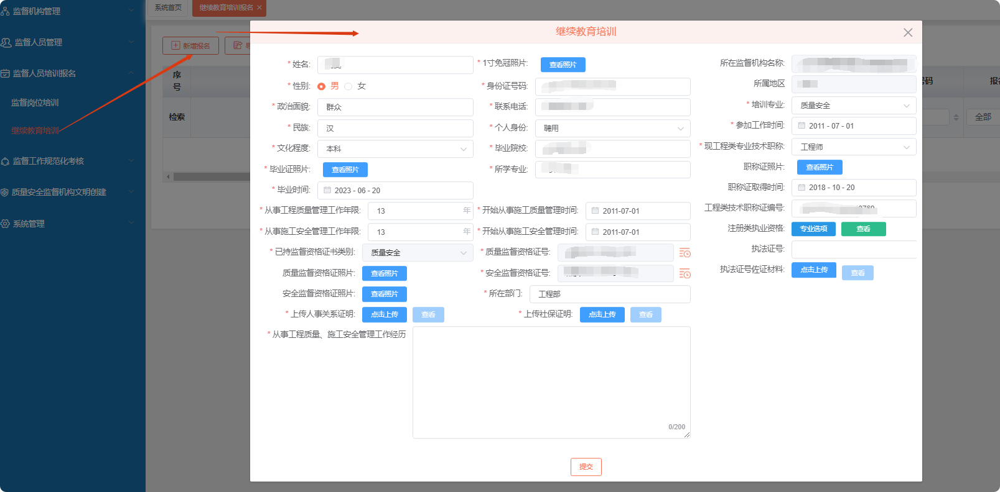 监督机构管理
监督人员管理
监督人员培训报名
监督岗位培训
继续教育培训
监督工作规范化考核
质量安全监督机构文明创建
系统管理
系统首页
继续教育培训报名 ×
新增报名
序号
检索
号码
全部
继续教育培训
* 姓名:
* 1寸免冠照片: 查看照片
所在监督机构名称:
* 性别: 男 女
* 身份证号码:
所属地区
* 政治面貌: 群众
* 联系电话:
* 培训专业: 质量安全
* 民族: 汉
* 个人身份: 聘用
* 参加工作时间: 2011 - 07 - 01
* 文化程度: 本科
* 毕业院校:
* 现工程类专业技术职称: 工程师
* 毕业证照片: 查看照片
* 所学专业:
职称证照片: 查看照片
* 毕业时间: 2023 - 06 - 20
职称证取得时间: 2018 - 10 - 20
* 从事工程质量管理工作年限: 13 年
* 开始从事施工质量管理时间: 2011-07-01
工程类技术职称证编号:
* 从事施工安全管理工作年限: 13 年
* 开始从事施工安全管理时间: 2011-07-01
注册类执业资格: 专业选项 查看
* 已持监督资格证书类别: 质量安全
* 质量监督资格证号:
执法证号:
质量监督资格证照片: 查看照片
* 安全监督资格证号:
执法证号佐证材料: 点击上传 查看
安全监督资格证照片: 查看照片
* 所在部门: 工程部
* 上传人事关系证明: 点击上传 查看
* 上传社保证明: 点击上传 查看
* 从事工程质量、施工安全管理工作经历
0/200
提交